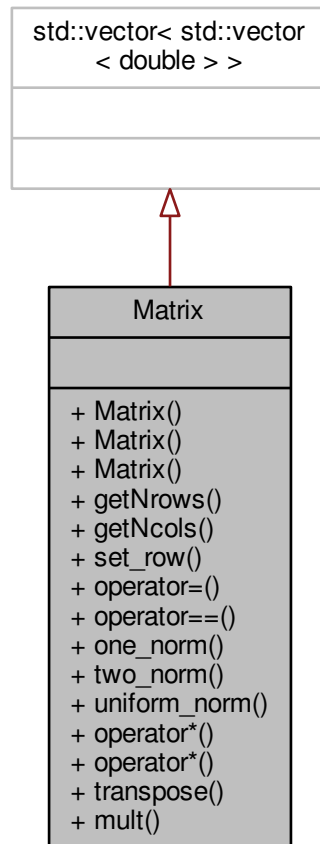 std::vector< std::vector
< double > >
Matrix
+ Matrix()
+ Matrix()
+ Matrix()
+ getNrows()
+ getNcols()
+ set_row()
+ operator=()
+ operator==()
+ one_norm()
+ two_norm()
+ uniform_norm()
+ operator*()
+ operator*()
+ transpose()
+ mult()